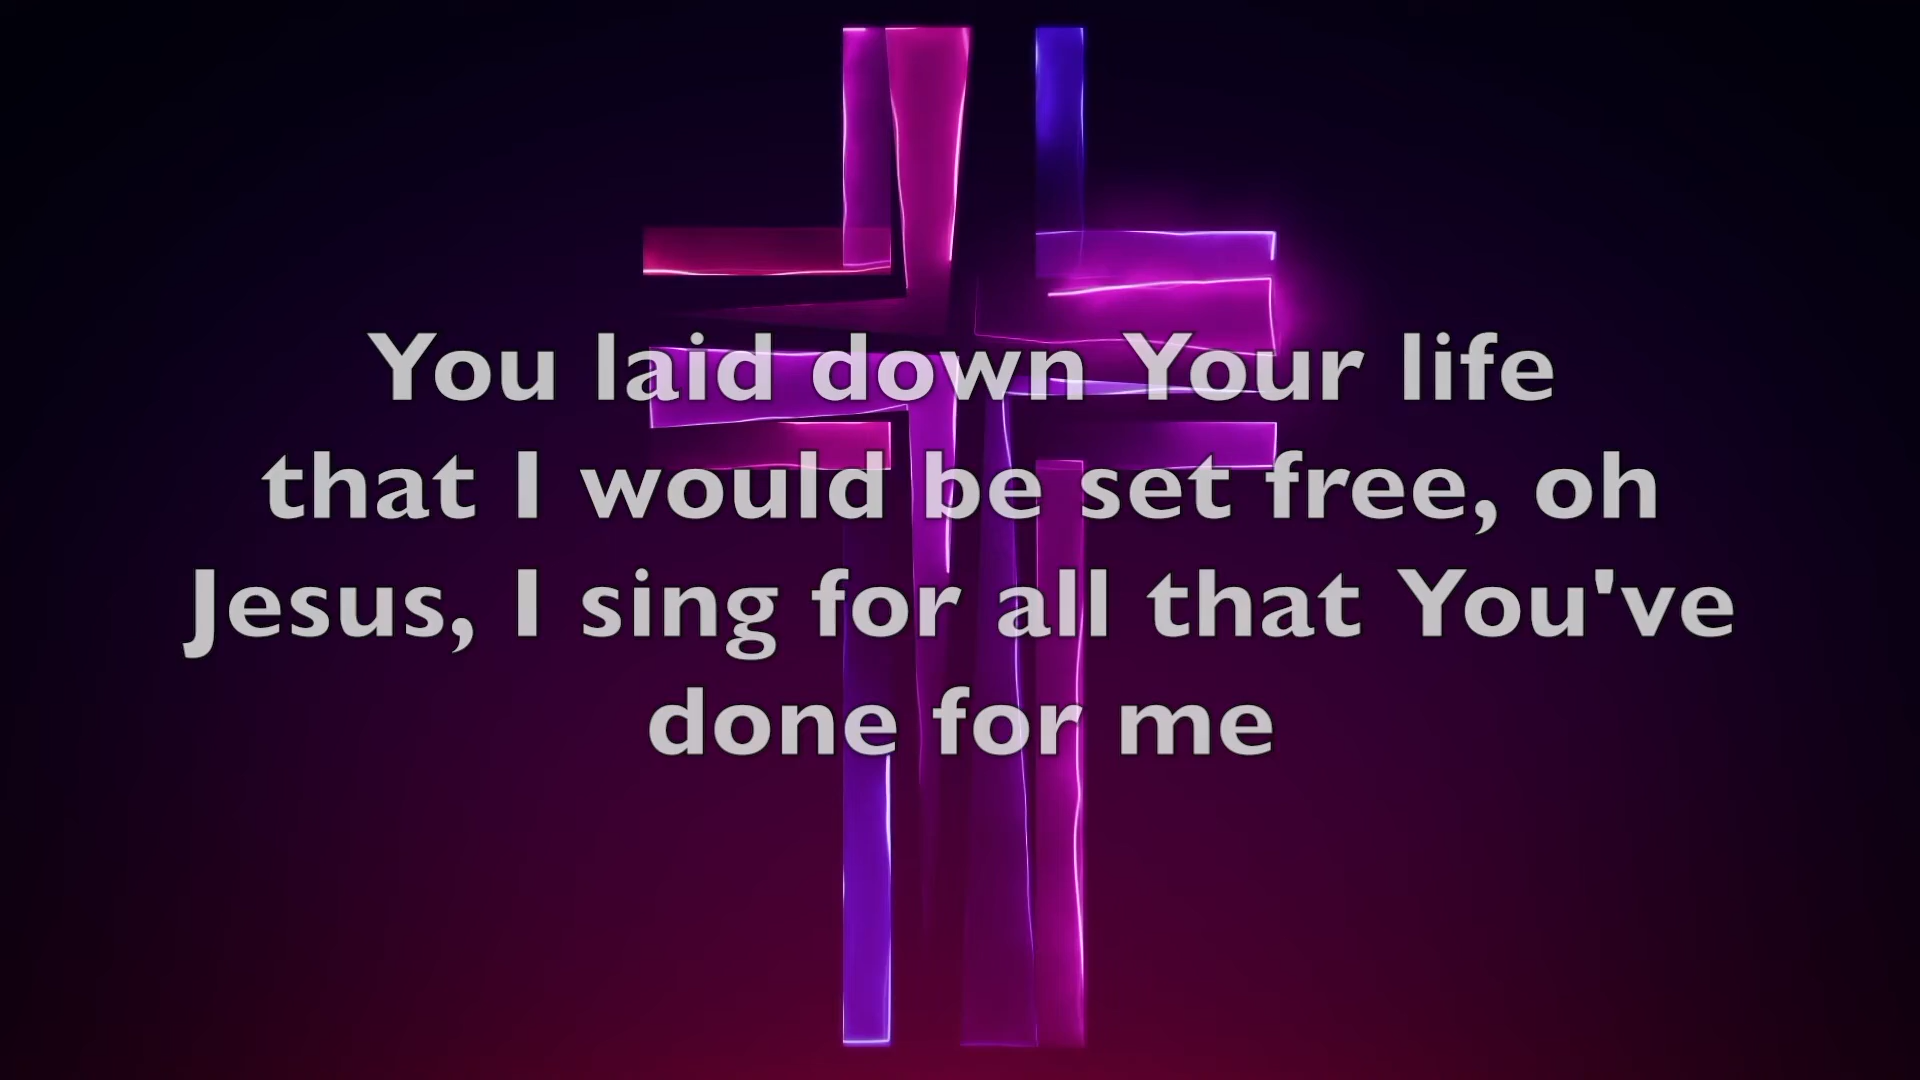 You laid down Your life
that I would be set free, oh
Jesus, I sing for all that You've
done for me